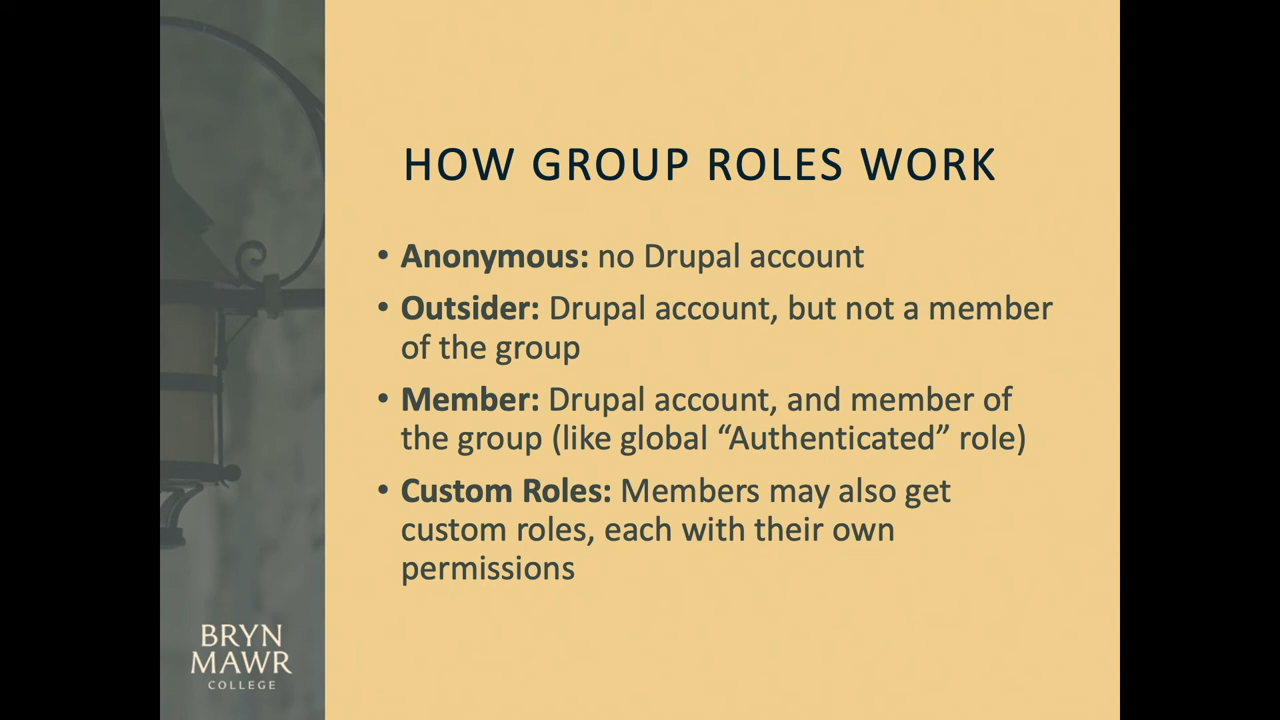 HOW GROUP ROLES WORK
• Anonymous: no Drupal account
• Outsider: Drupal account, but not a member
of the group
• Member: Drupal account, and member of
the group (like global “Authenticated” role)
• Custom Roles: Members may also get
custom roles, each with their own
permissions
BRYN
MAWR
COLLEGE